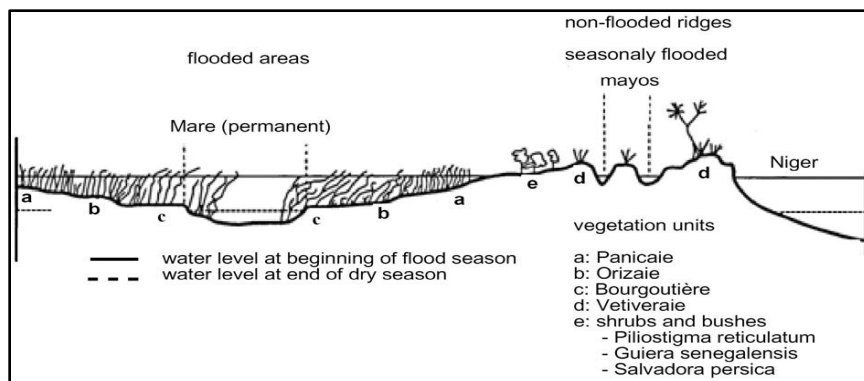 non-flooded ridges
flooded areas
seasonaly flooded
mayos
Mare (permanent)
Niger
a
b
c
c
b
a
e
d
d
water level at beginning of flood season
water level at end of dry season
vegetation units
a: Panicaie
b: Orizaie
c: Bourgoutière
d: Vetiveraie
e: shrubs and bushes
- Piliostigma reticulatum
- Guiera senegalensis
- Salvadora persica